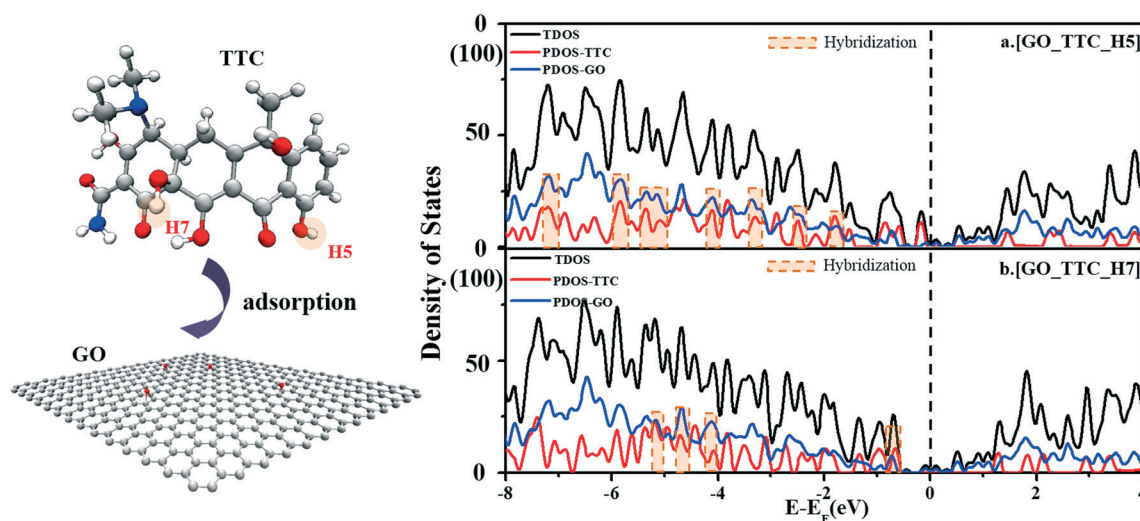 TTC
H7
H5
adsorption
GO
Density of States
0
(100)
50
0
(100)
50
0
TDOS
PDOS-TTC
PDOS-GO
Hybridization
a.[GO_TTC_H5]
TDOS
PDOS-TTC
PDOS-GO
Hybridization
b.[GO_TTC_H7]
-8
-6
-4
-2
0
2
4
E-E_F(eV)